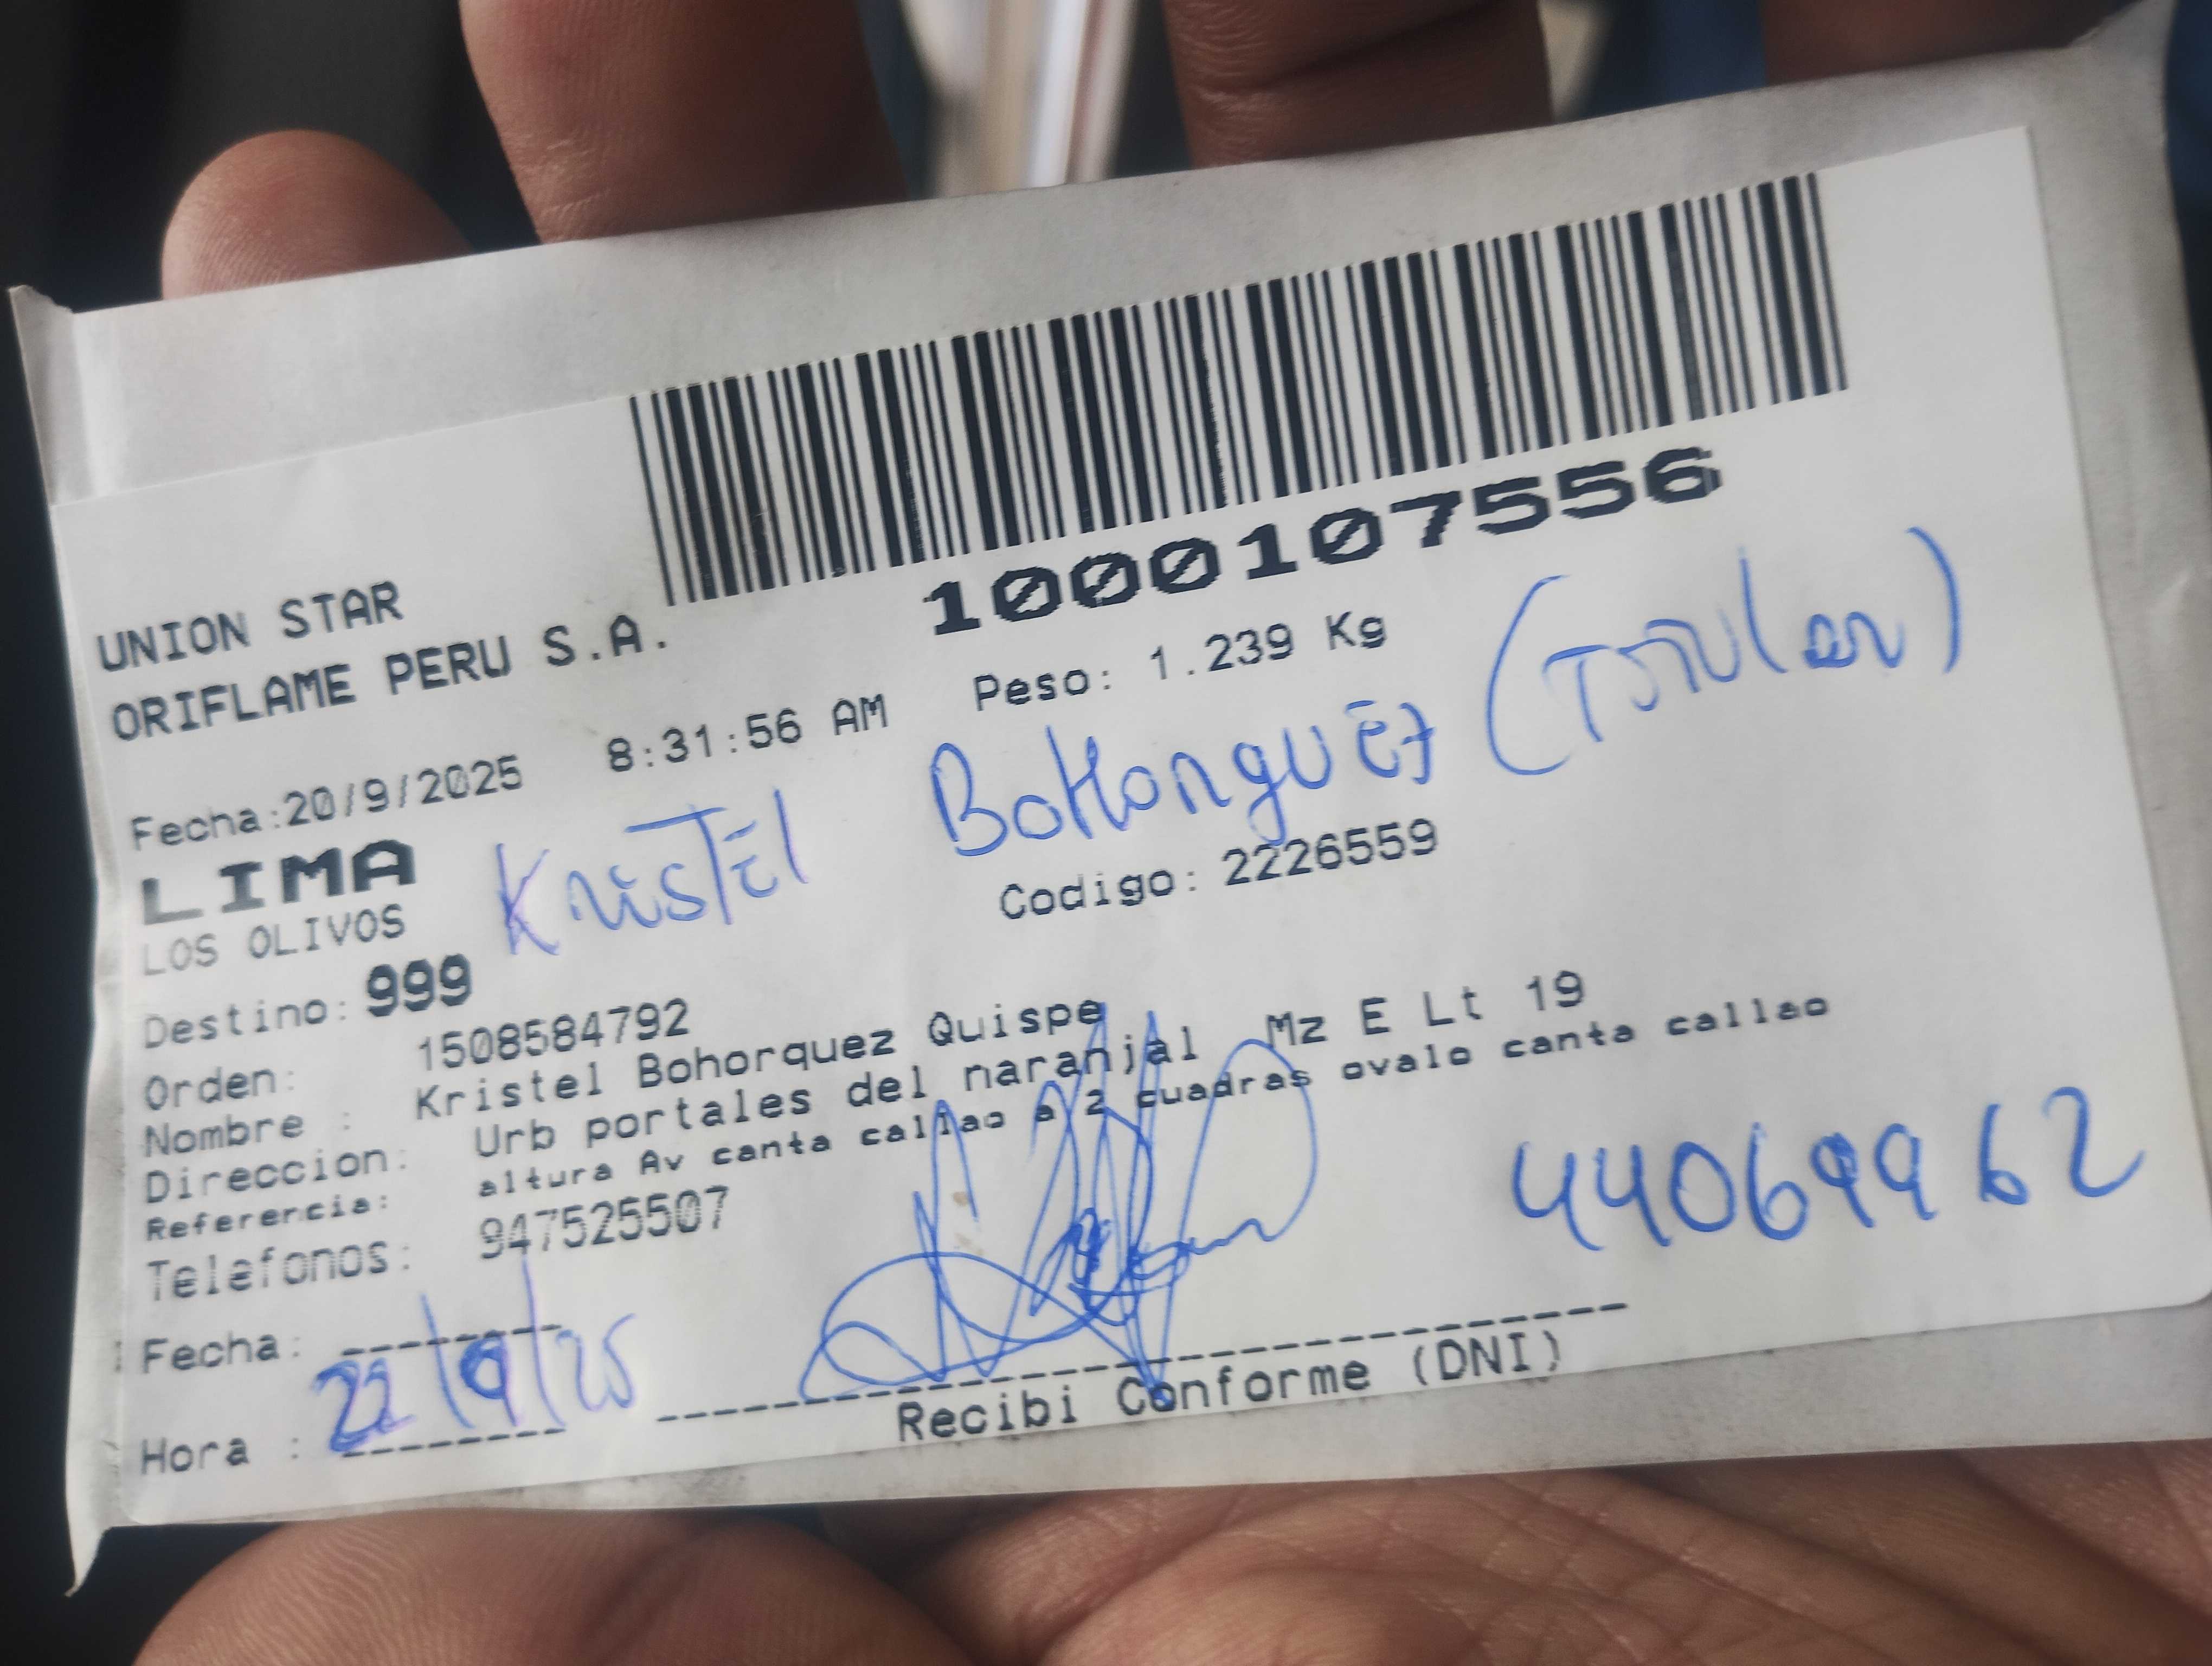 1000107556
UNION STAR
ORIFLAME PERU S.A.
Fecha:20/9/2025 8:31:56 AM Peso: 1.239 Kg
LIMA
Kristel Bohorquez (Titular)
LOS OLIVOS
Codigo: 2226559
Destino: 999
Orden: 1508584792
Nombre : Kristel Bohorquez Quispe
Direccion: Urb portales del naranjal Mz E Lt 19
Referencia: altura Av canta callao a 2 cuadras ovalo canta callao
Telefonos: 947525507
44069962
Fecha: 22/9/25
Hora :
Recibi Conforme (DNI)